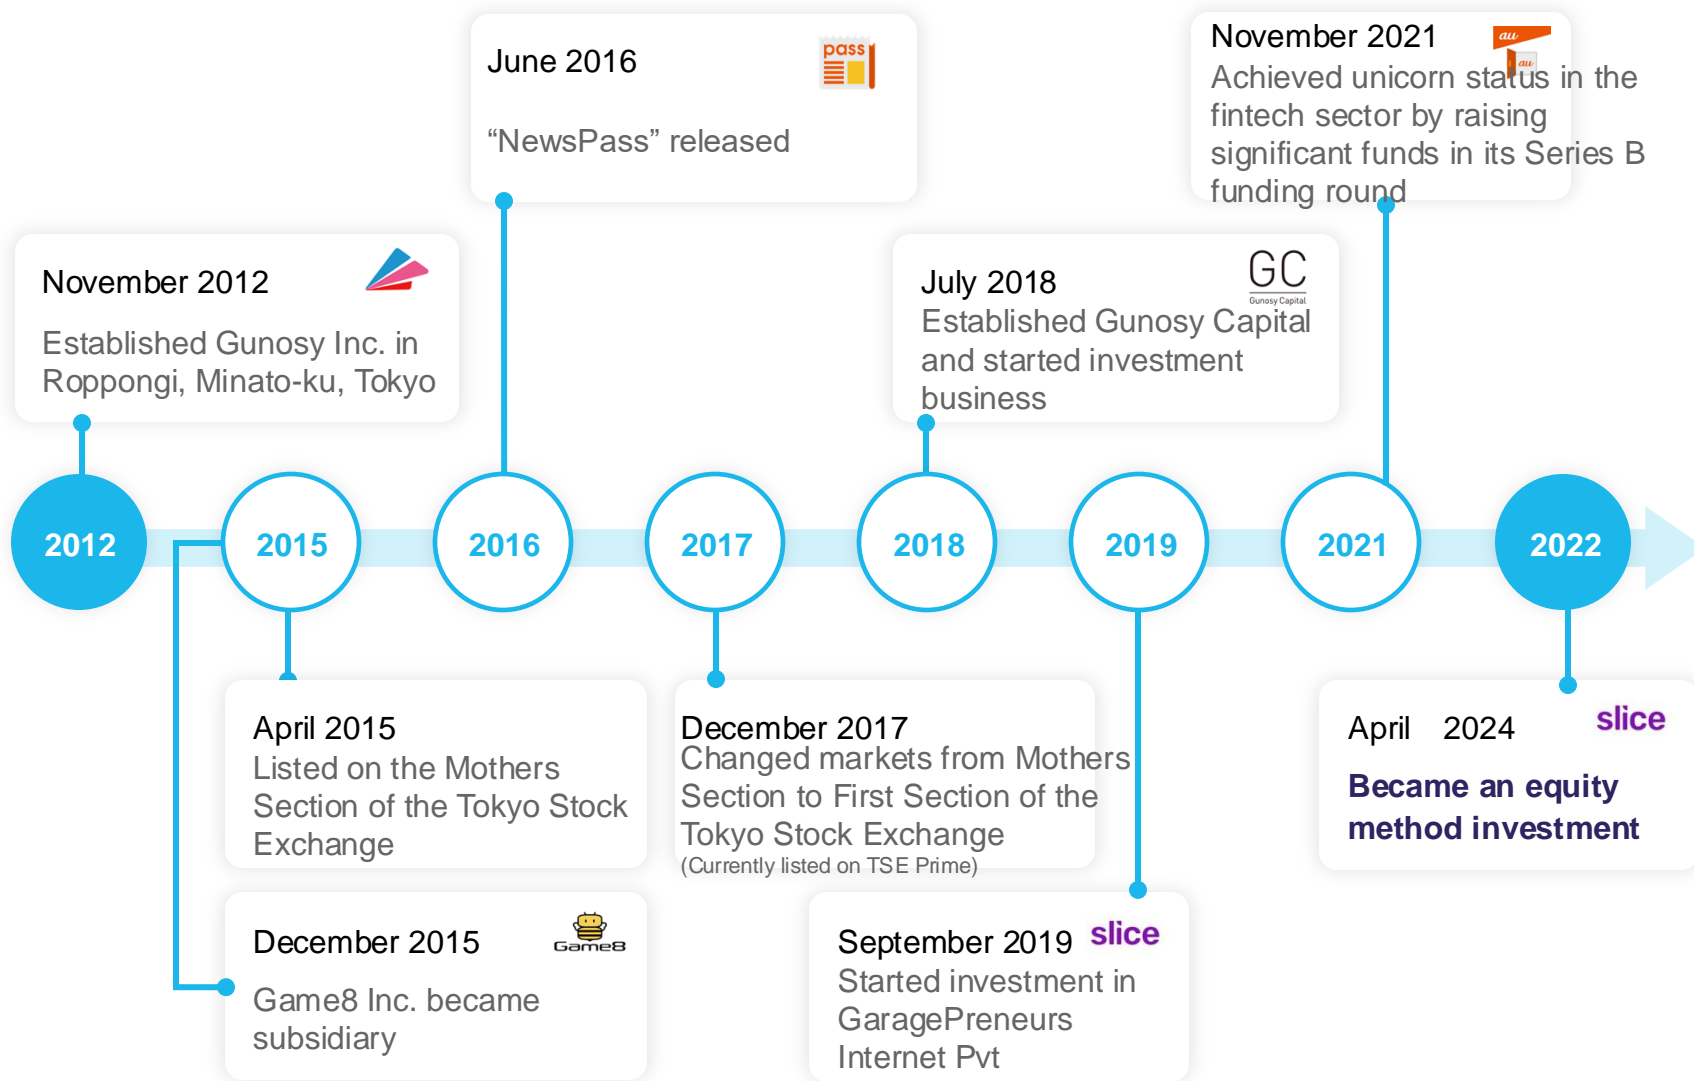 June 2016
pass
“NewsPass” released
November 2021
au
au
Achieved unicorn status in the
fintech sector by raising
significant funds in its Series B
funding round
November 2012
Established Gunosy Inc. in
Roppongi, Minato-ku, Tokyo
July 2018
GC
Gunosy Capital
Established Gunosy Capital
and started investment
business
2012
2015
2016
2017
2018
2019
2021
2022
April 2015
Listed on the Mothers
Section of the Tokyo Stock
Exchange
December 2017
Changed markets from Mothers
Section to First Section of the
Tokyo Stock Exchange
(Currently listed on TSE Prime)
April 2024
slice
Became an equity
method investment
December 2015
Game8
Game8 Inc. became
subsidiary
September 2019
slice
Started investment in
GaragePreneurs
Internet Pvt